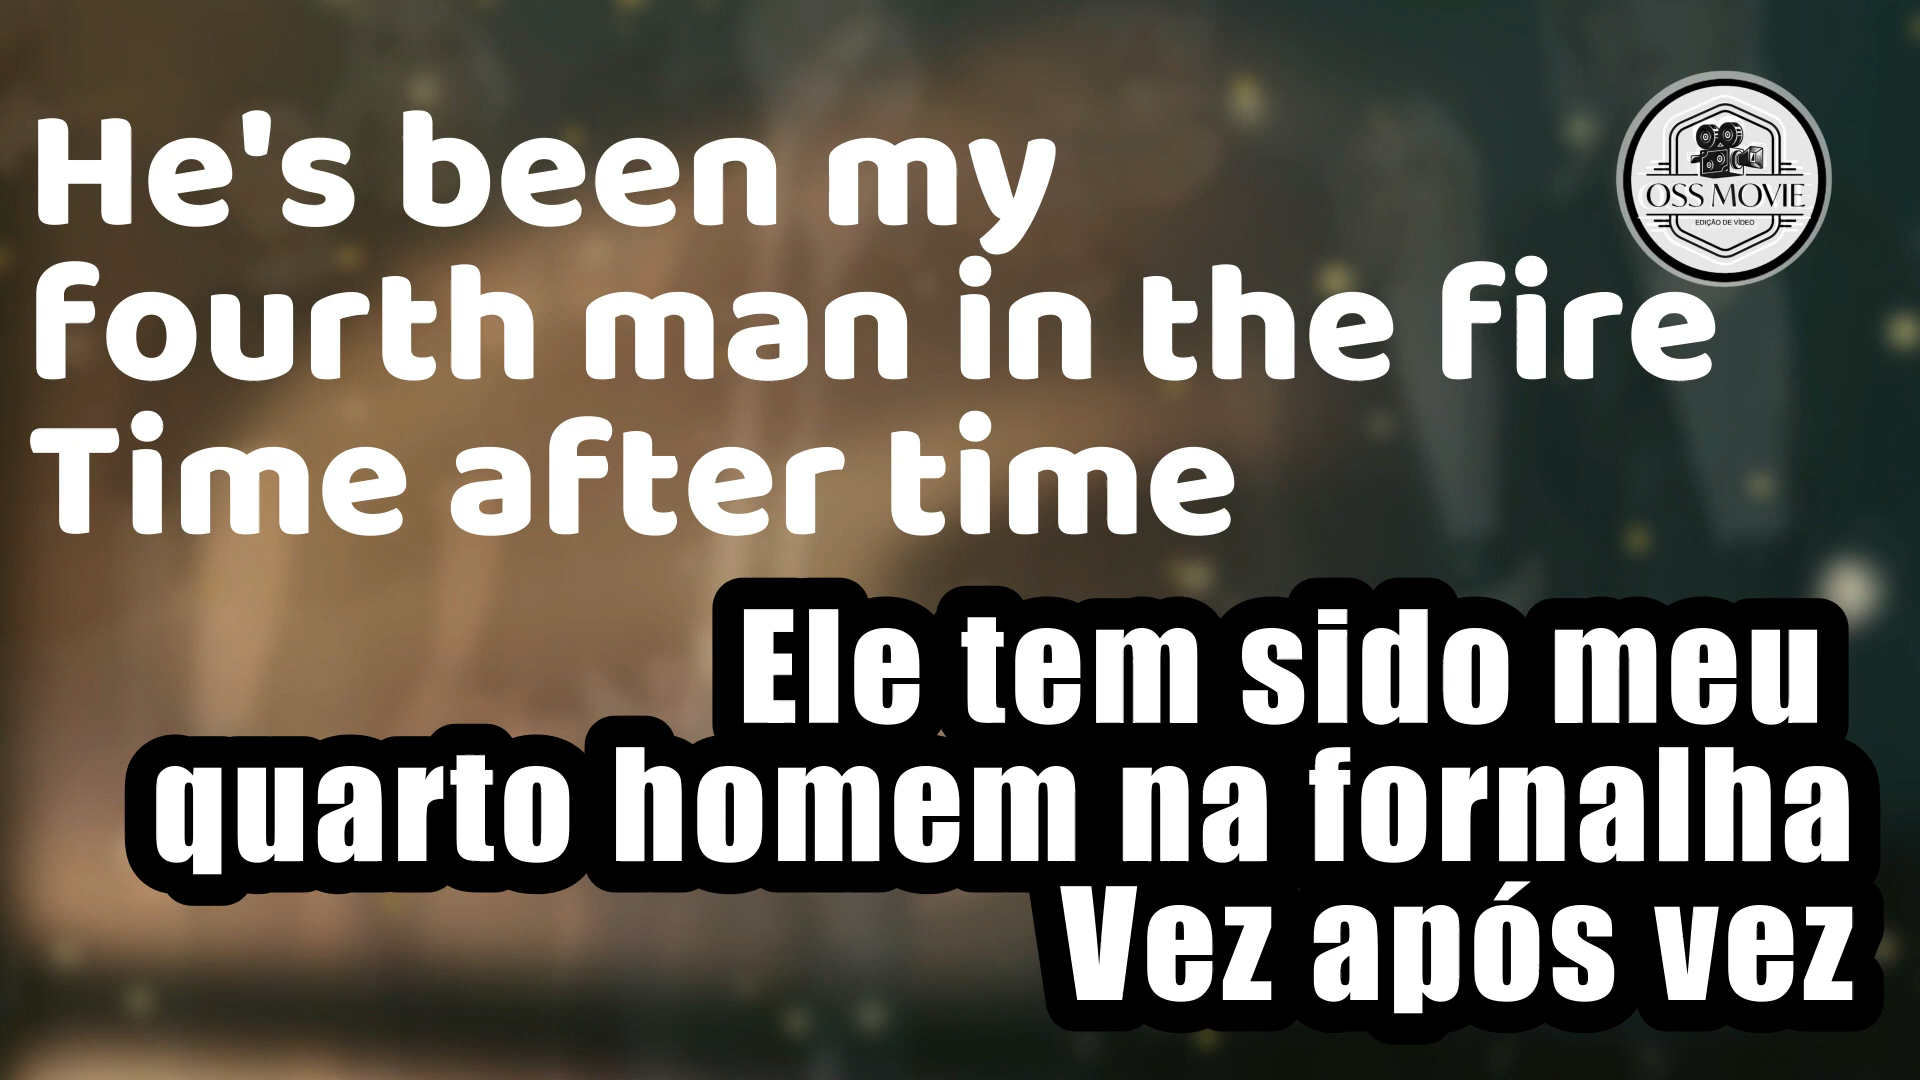 He's been my
fourth man in the fire
Time after time
OSS MOVIE
EDIÇÃO DE VÍDEO
Ele tem sido meu
quarto homem na fornalha
Vez após vez